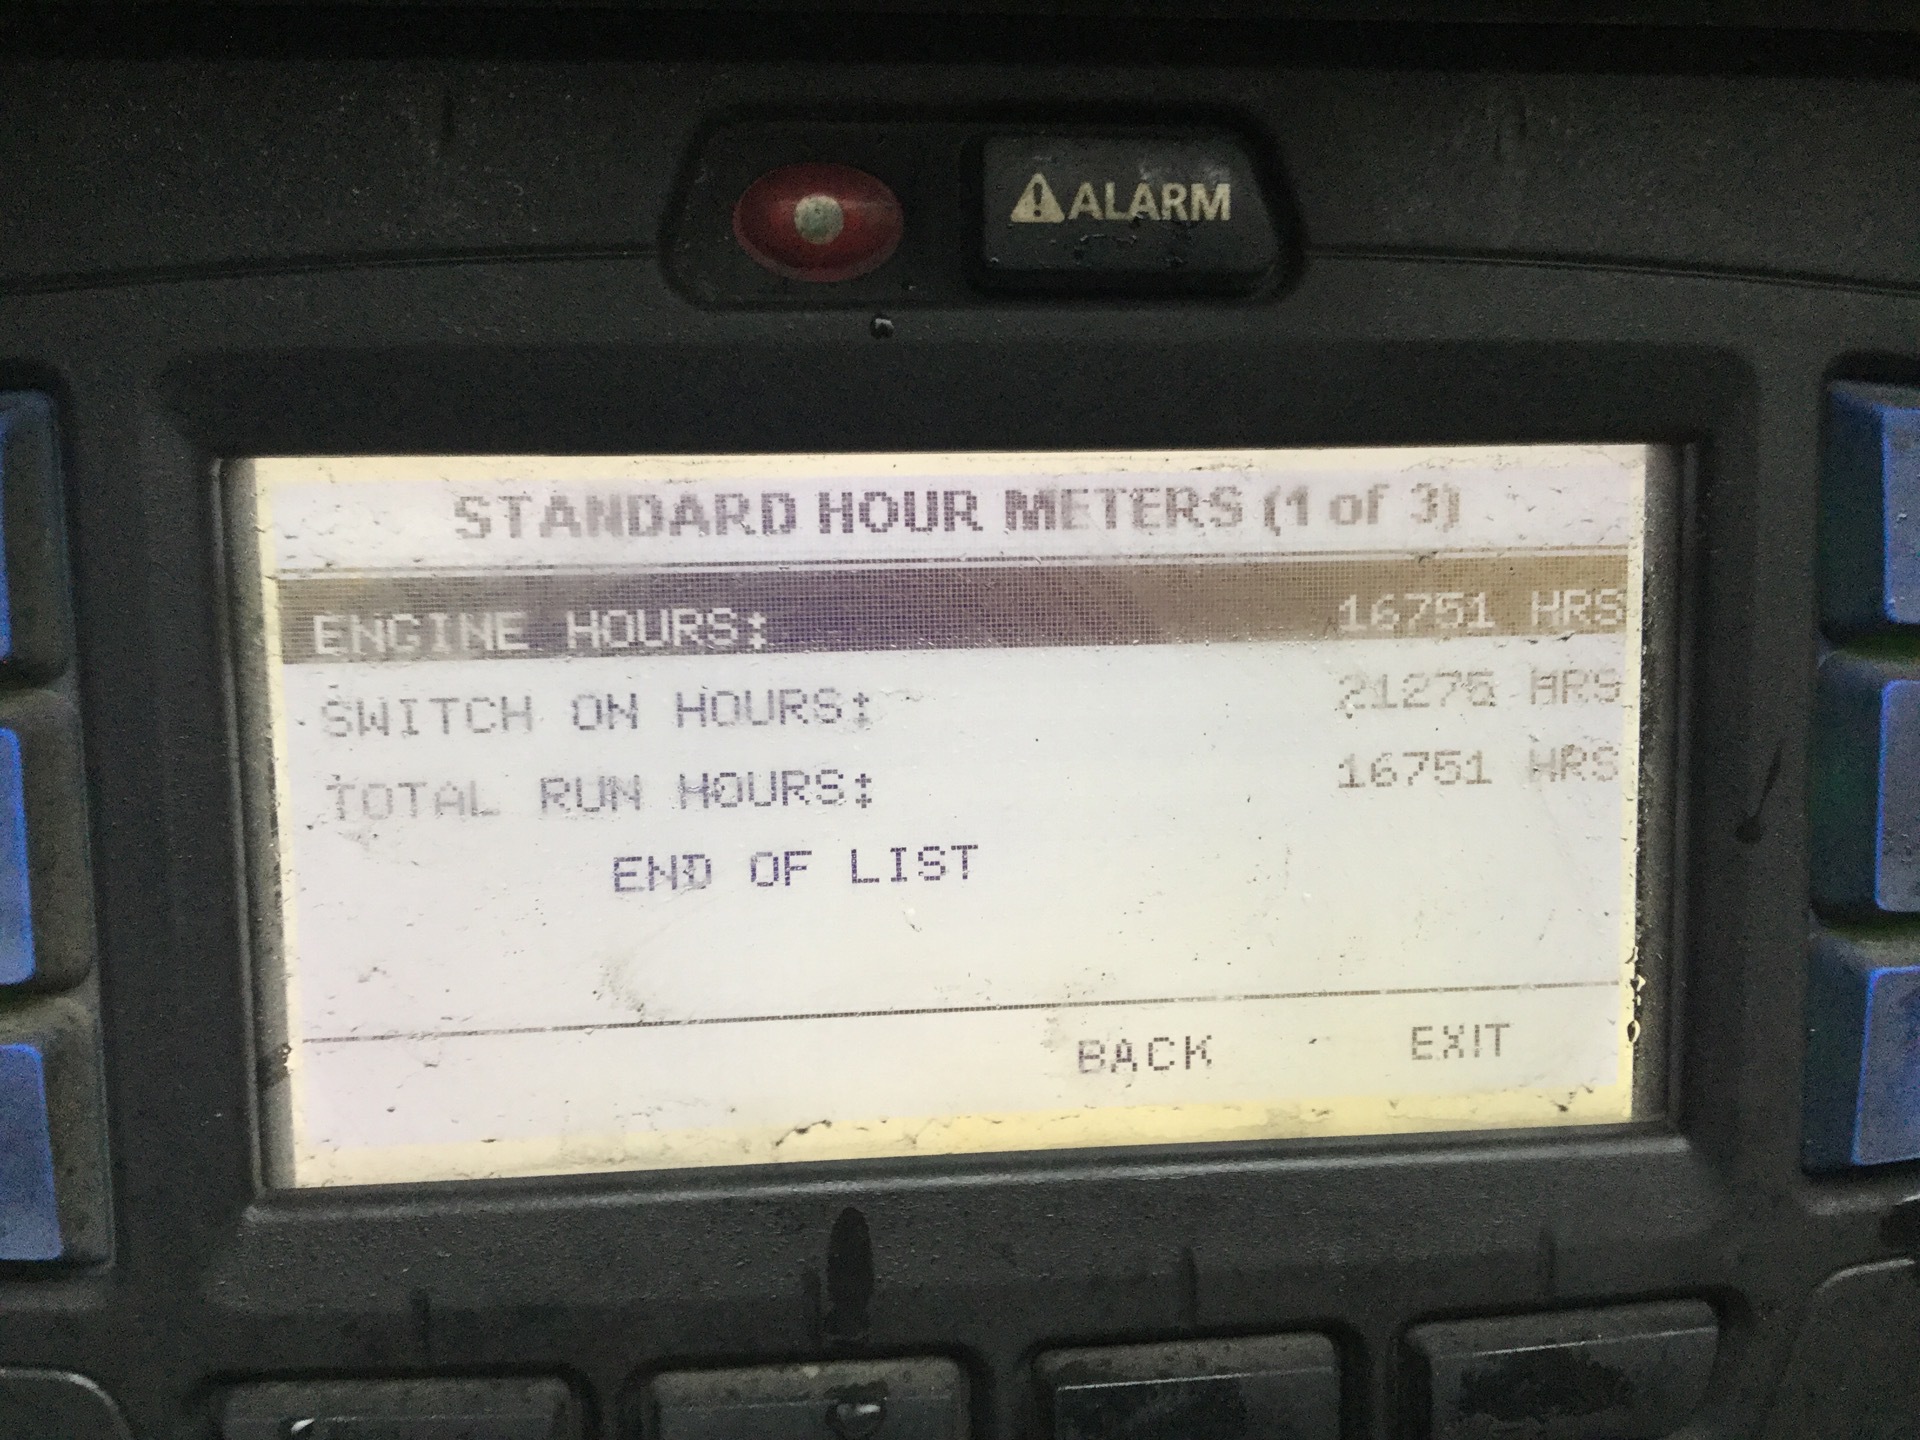 ⚠ALARM
STANDARD HOUR METERS (1 of 3)
ENGINE HOURS: 16751 HRS
SWITCH ON HOURS: 21275 HRS
TOTAL RUN HOURS: 16751 HRS
END OF LIST
BACK EXIT